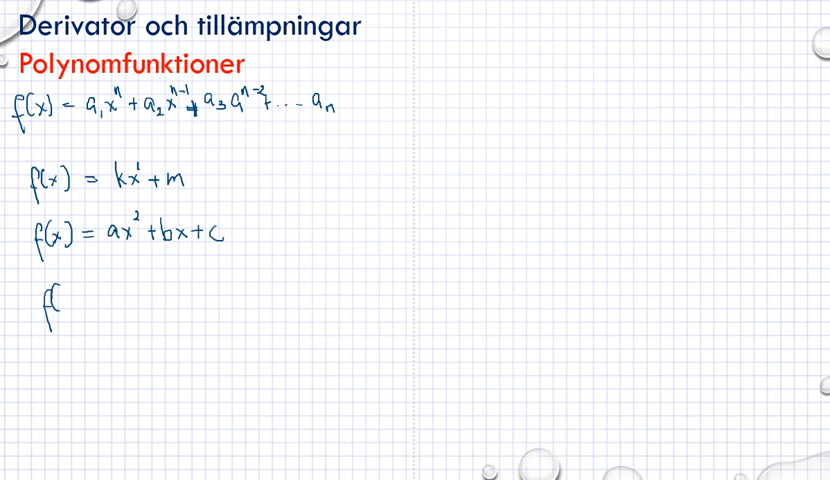 Derivator och tillämpningar
Polynomfunktioner
f(x) = a₁xⁿ + a₂xⁿ⁻¹ + a₃aⁿ⁻² + ... aₙ
f(x) = kx¹ + m
f(x) = ax² + bx + c
f(